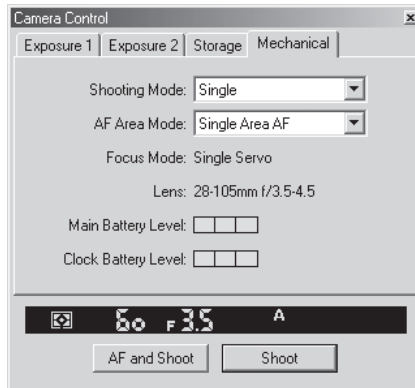 Camera Control
Exposure 1 Exposure 2 Storage Mechanical
Shooting Mode: Single
AF Area Mode: Single Area AF
Focus Mode: Single Servo
Lens: 28-105mm f/3.5-4.5
Main Battery Level:
Clock Battery Level:
60 F3.5 A
AF and Shoot Shoot